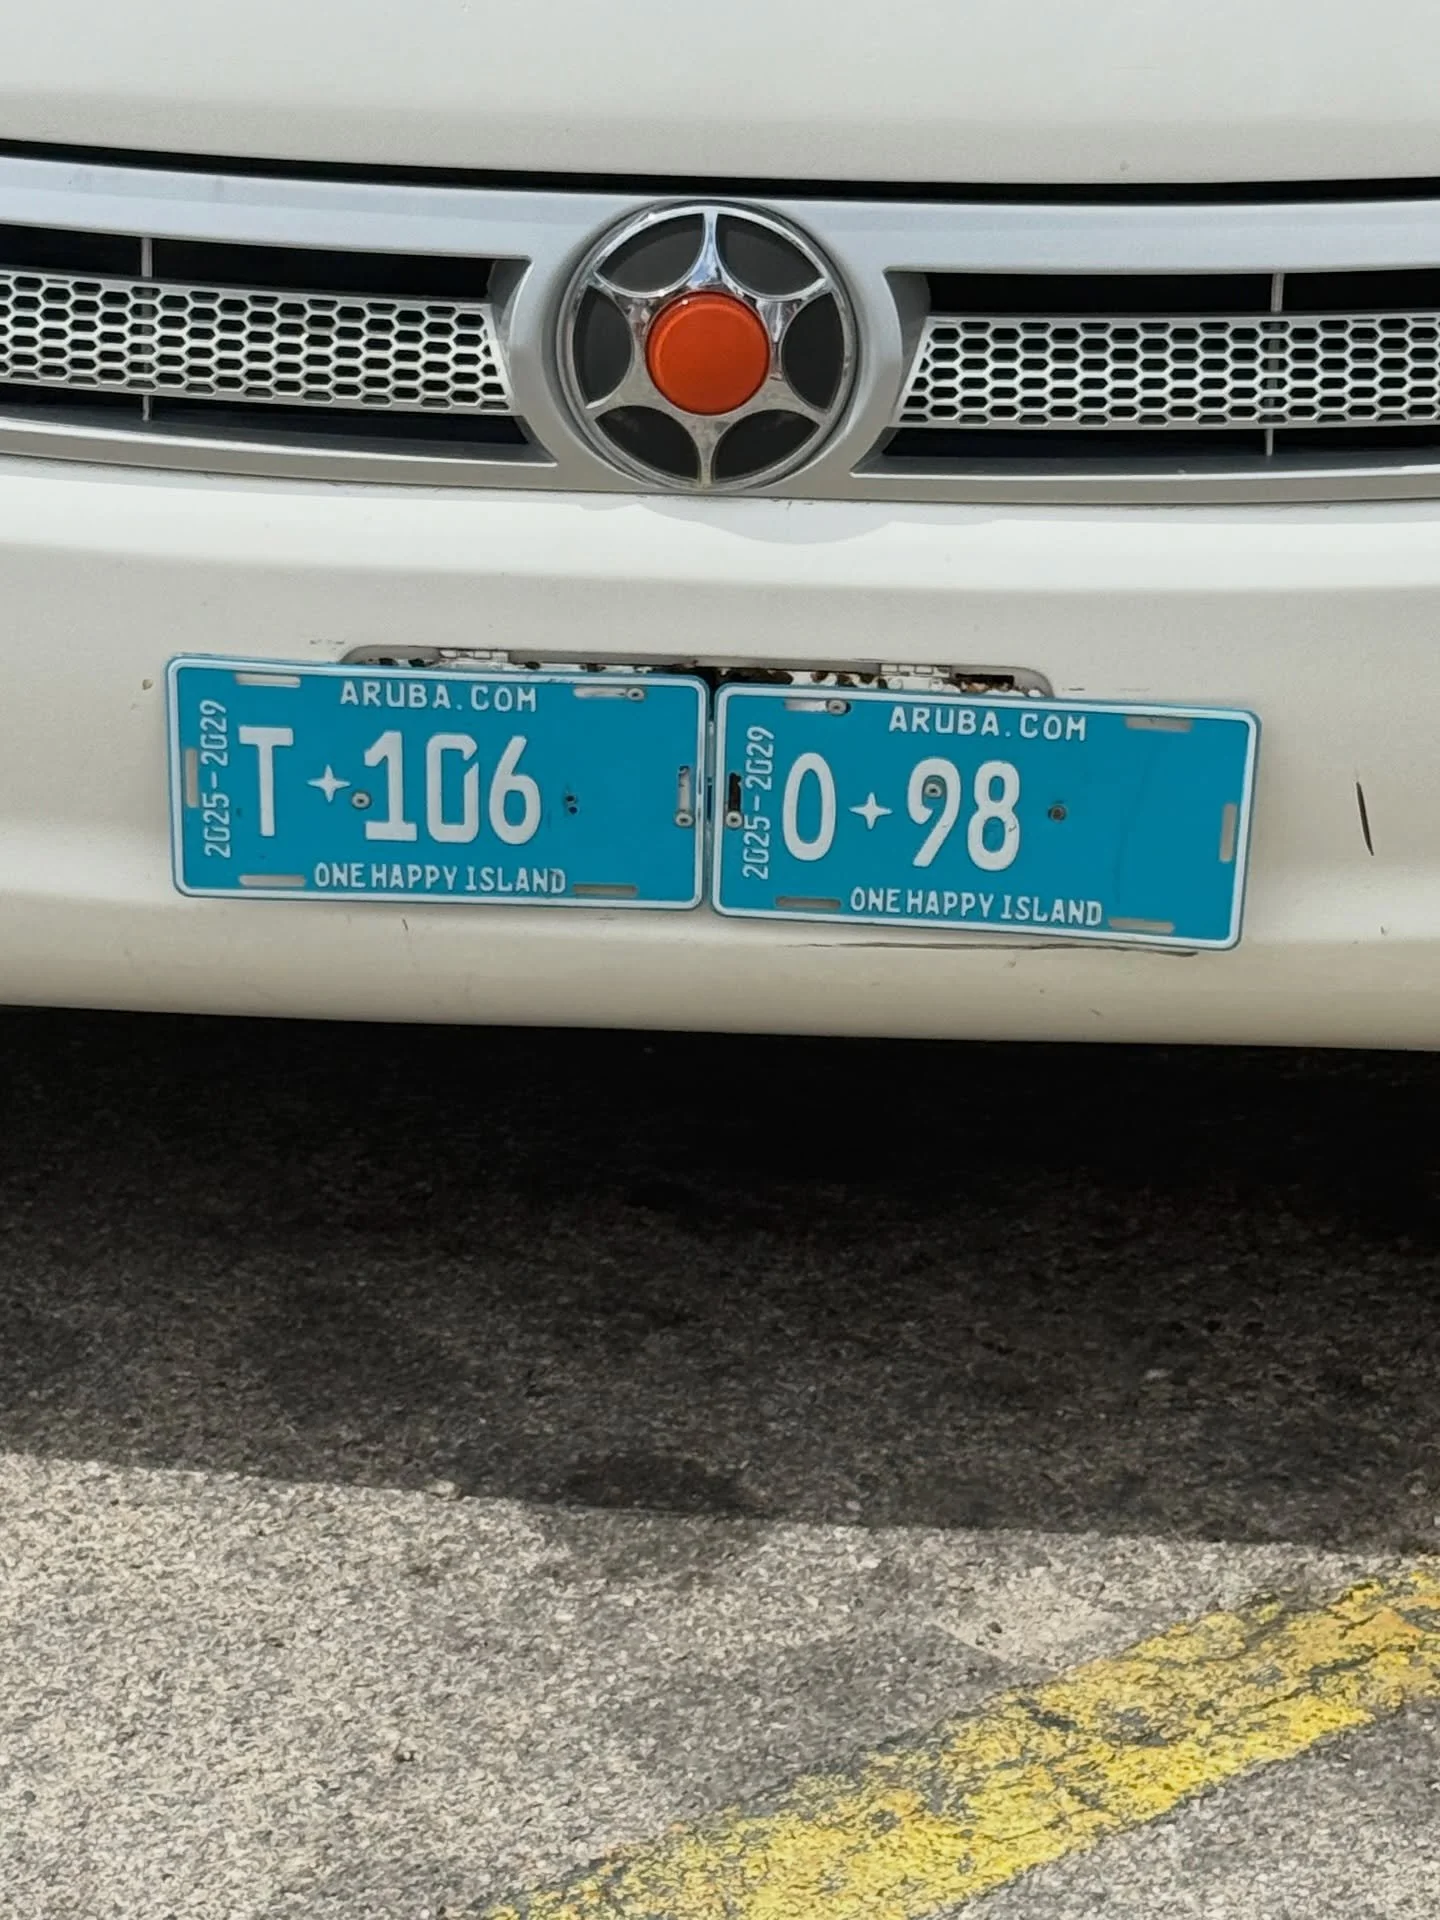 ARUBA.COM
2025-2029
T✦106
ONE HAPPY ISLAND
ARUBA.COM
2025-2029
O✦98
ONE HAPPY ISLAND